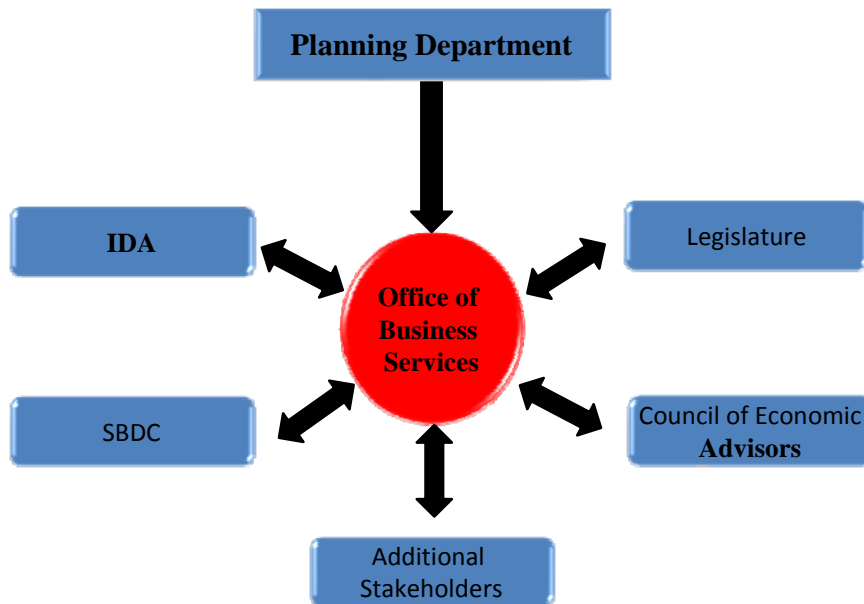 Planning Department
IDA
Legislature
Office of
Business
Services
SBDC
Council of Economic
Advisors
Additional
Stakeholders